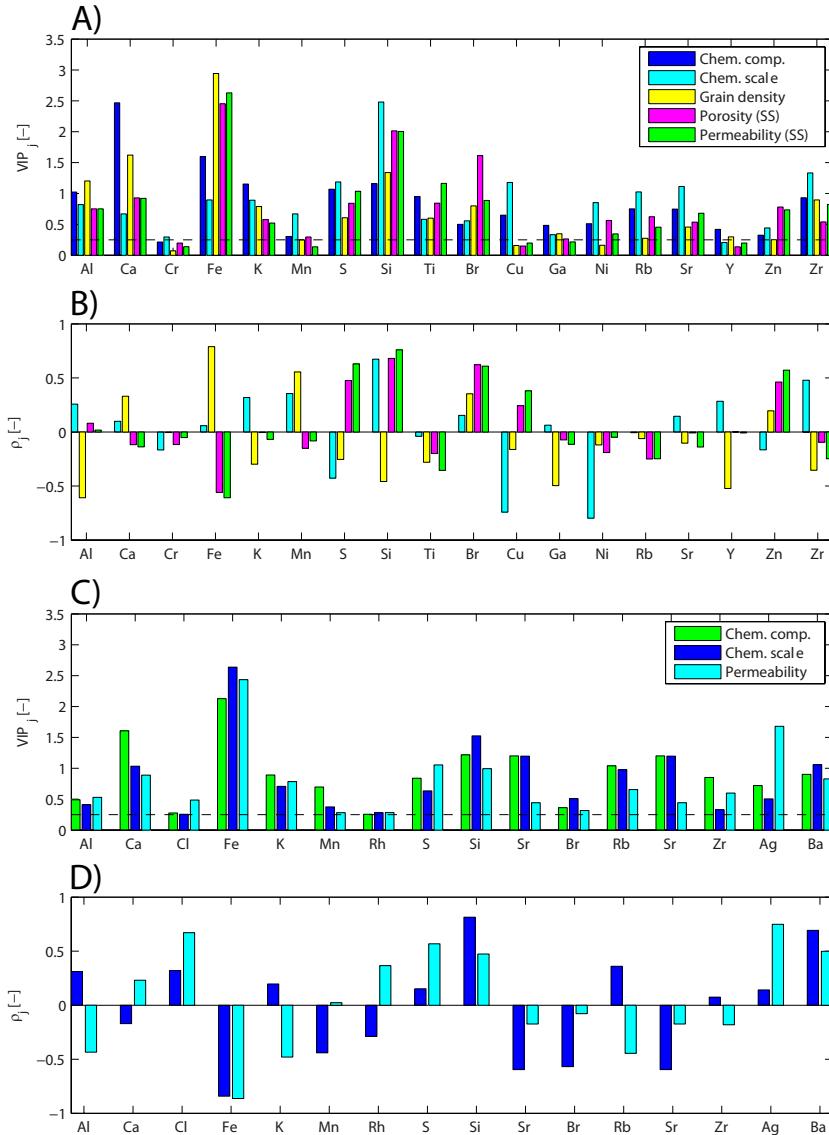 A)
3.5
3
2.5
2
1.5
1
0.5
0
VIP j [–]
Chem. comp.
Chem. scale
Grain density
Porosity (SS)
Permeability (SS)
Al Ca Cr Fe K Mn S Si Ti Br Cu Ga Ni Rb Sr Y Zn Zr
B)
1
0.5
0
−0.5
−1
ρj [–]
Al Ca Cr Fe K Mn S Si Ti Br Cu Ga Ni Rb Sr Y Zn Zr
C)
3.5
3
2.5
2
1.5
1
0.5
0
VIP j [–]
Chem. comp.
Chem. scale
Permeability
Al Ca Cl Fe K Mn Rh S Si Sr Br Rb Sr Zr Ag Ba
D)
1
0.5
0
−0.5
−1
ρj [–]
Al Ca Cl Fe K Mn Rh S Si Sr Br Rb Sr Zr Ag Ba